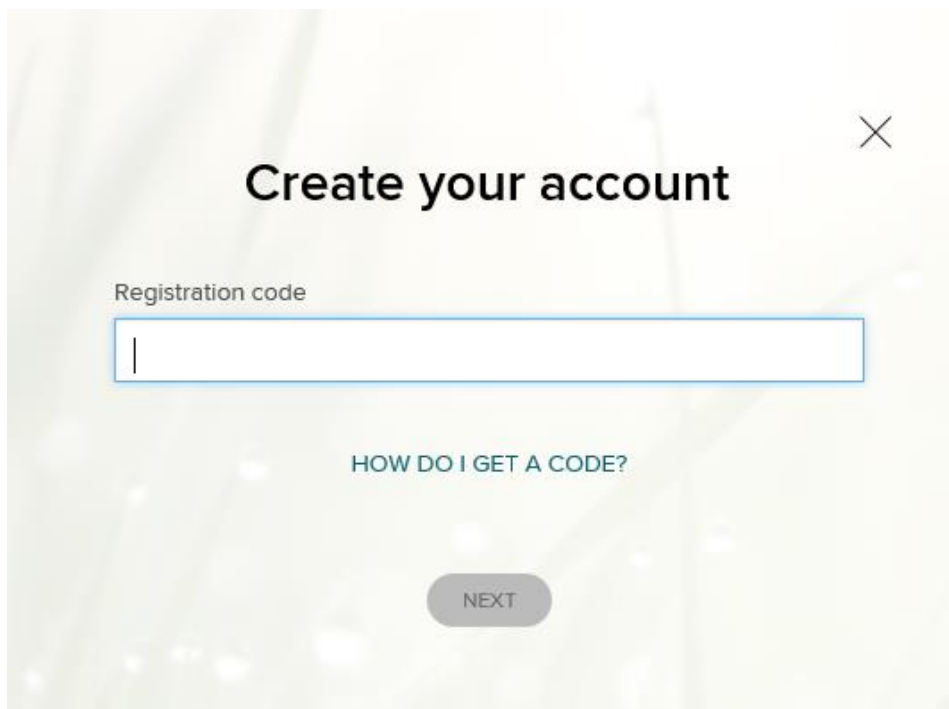 Create your account
Registration code
HOW DO I GET A CODE?
NEXT